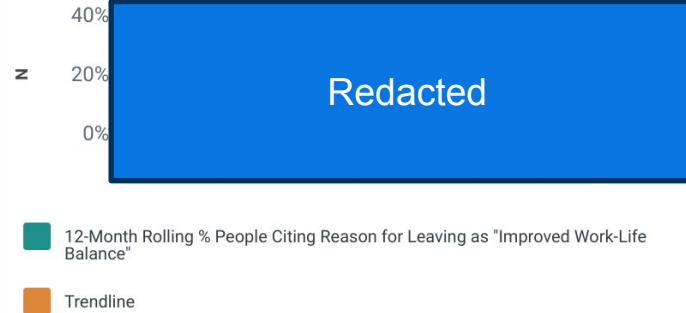 40%
N
20%
Redacted
0%
12-Month Rolling % People Citing Reason for Leaving as "Improved Work-Life
Balance"
Trendline